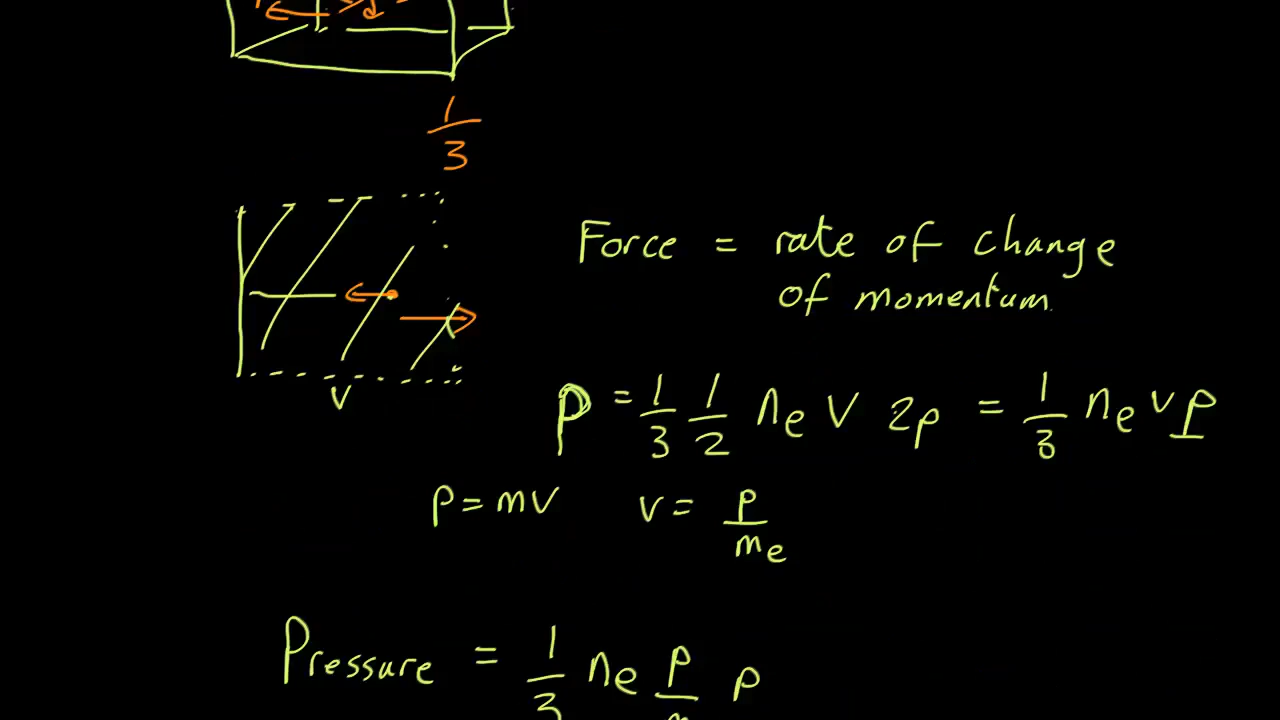 1/3
Force = rate of change
of momentum
P = 1/3 1/2 nₑ v 2p = 1/3 nₑ v p
v
p = mv v = p/mₑ
Pressure = 1/3 nₑ p/m p